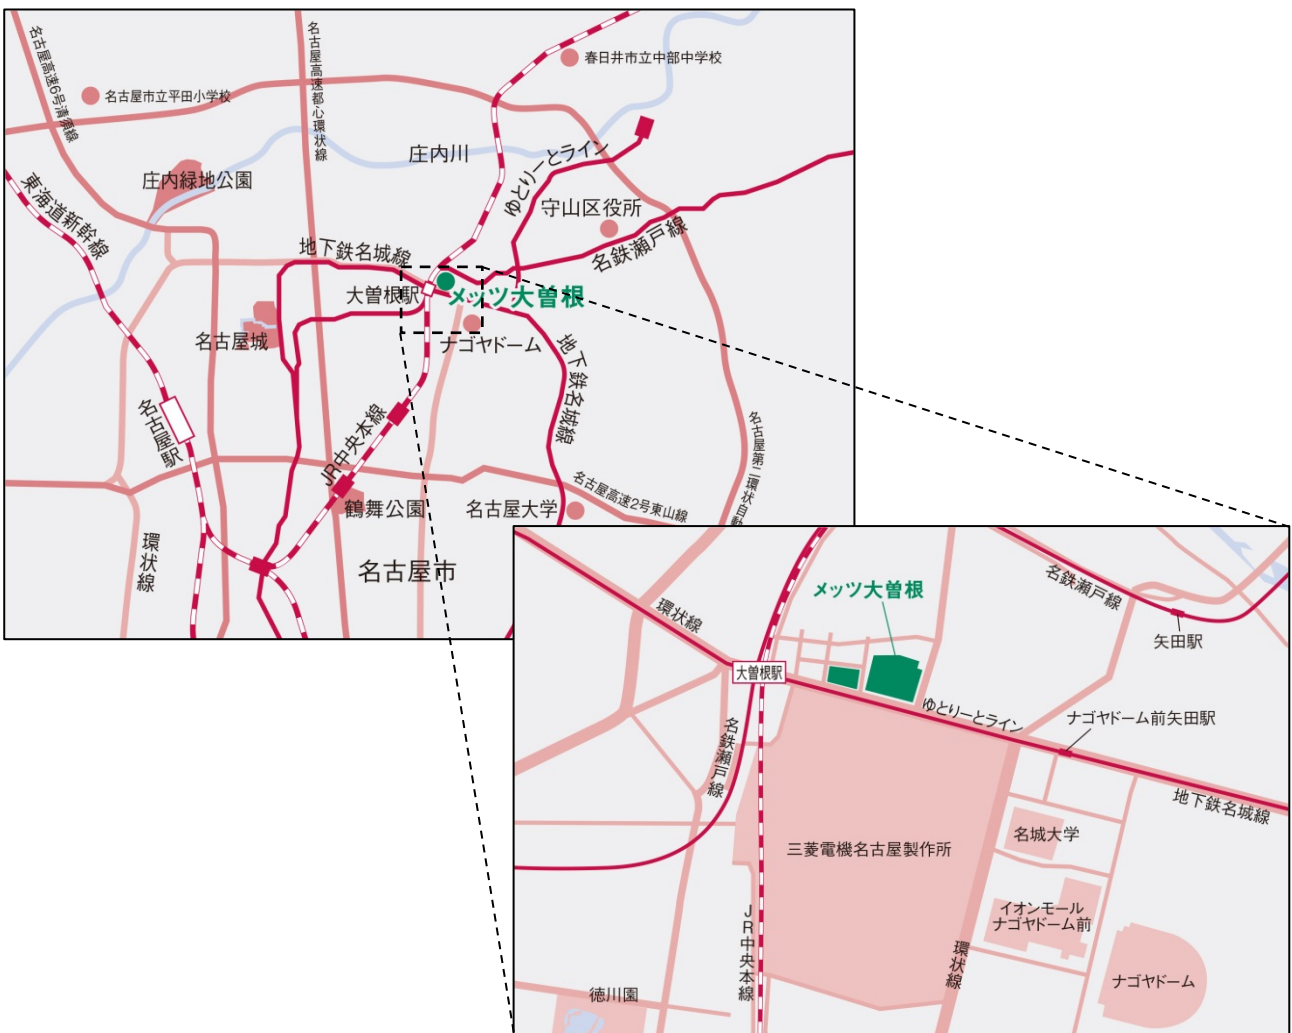 名古屋高速6号清須線
名古屋高速都心環状線
春日井市立中部中学校
名古屋市立平田小学校
庄内川
ゆとりーとライン
庄内緑地公園
東海道新幹線
守山区役所
名鉄瀬戸線
地下鉄名城線
大曽根駅
メッツ大曽根
名古屋城
ナゴヤドーム
地下鉄名城線
名古屋駅
JR中央本線
名古屋第二環状自動
名古屋高速2号東山線
鶴舞公園
名古屋大学
環状線
名古屋市
メッツ大曽根
名鉄瀬戸線
環状線
矢田駅
大曽根駅
ゆとりーとライン
ナゴヤドーム前矢田駅
名鉄瀬戸線
地下鉄名城線
名城大学
三菱電機名古屋製作所
イオンモール
ナゴヤドーム前
JR中央本線
環状線
ナゴヤドーム
徳川園